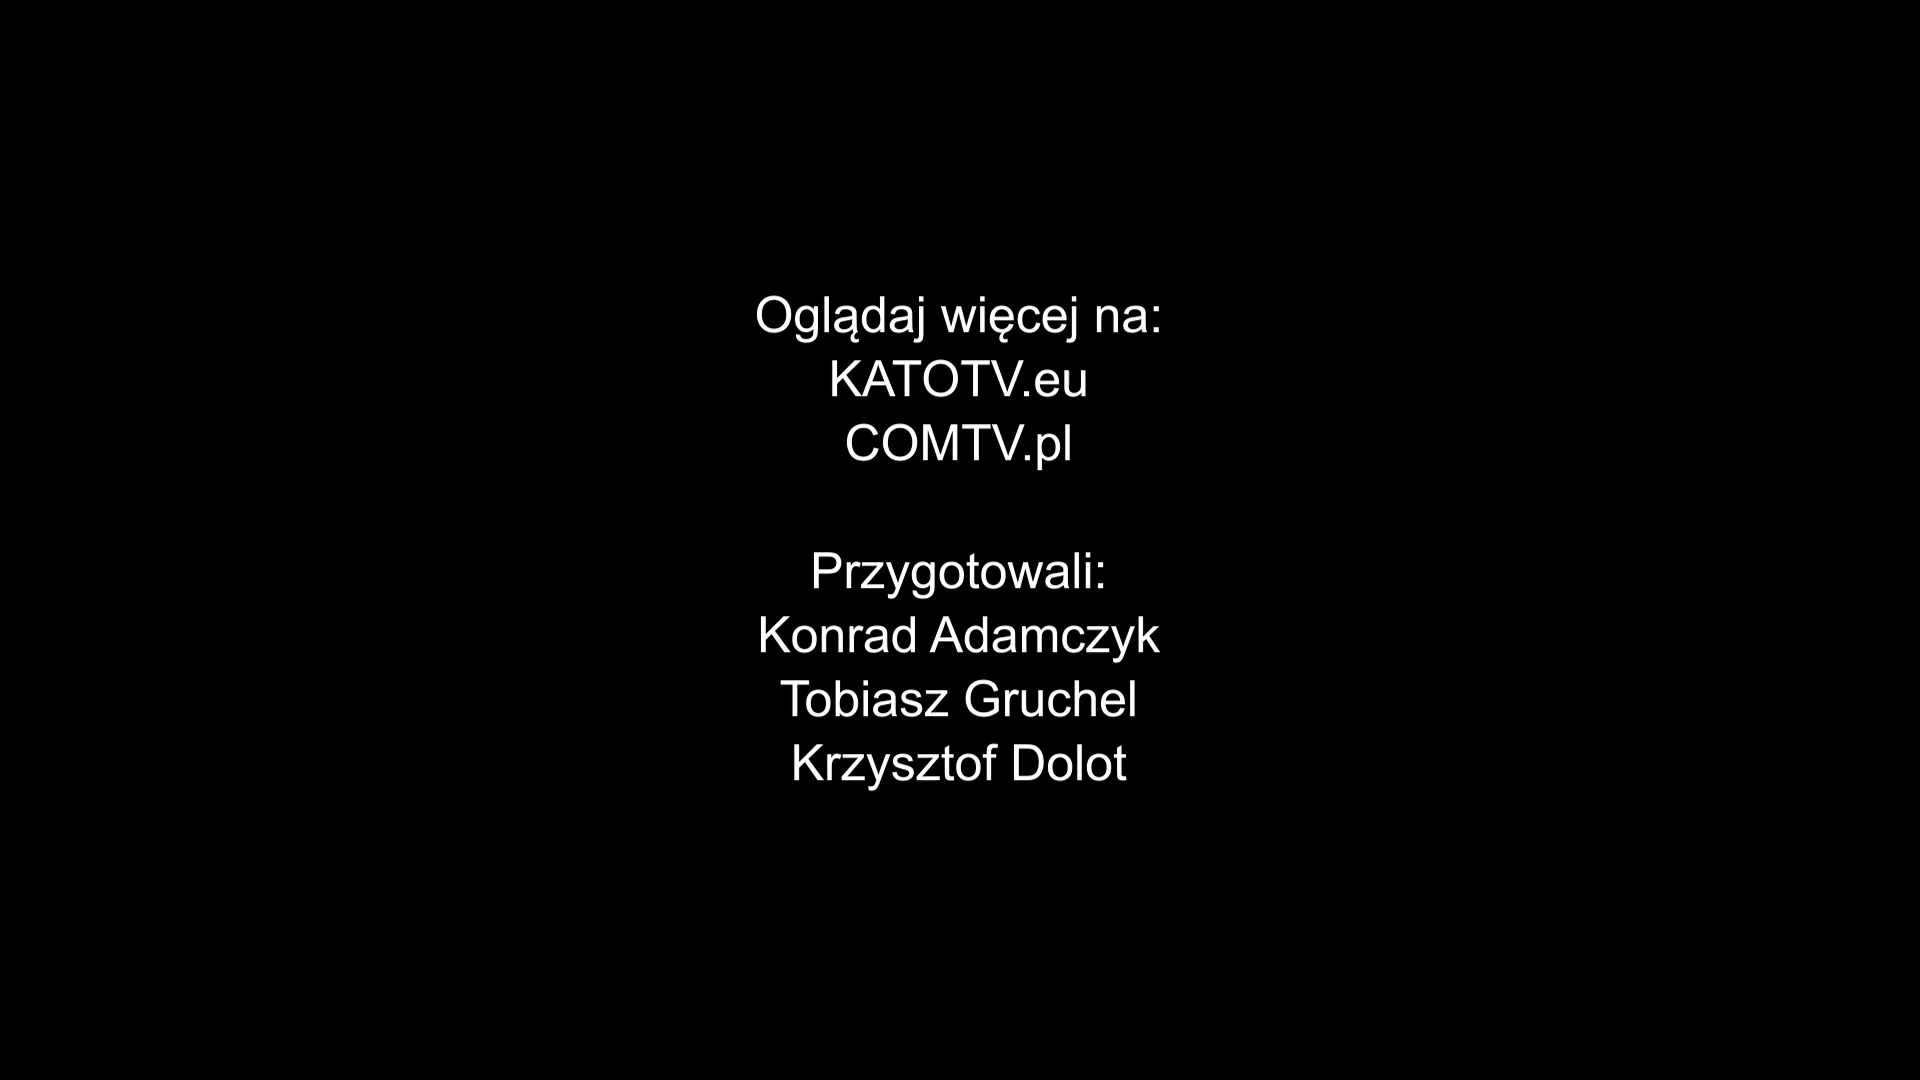 Oglądaj więcej na:
KATOTV.eu
COMTV.pl
Przygotowali:
Konrad Adamczyk
Tobiasz Gruchel
Krzysztof Dolot